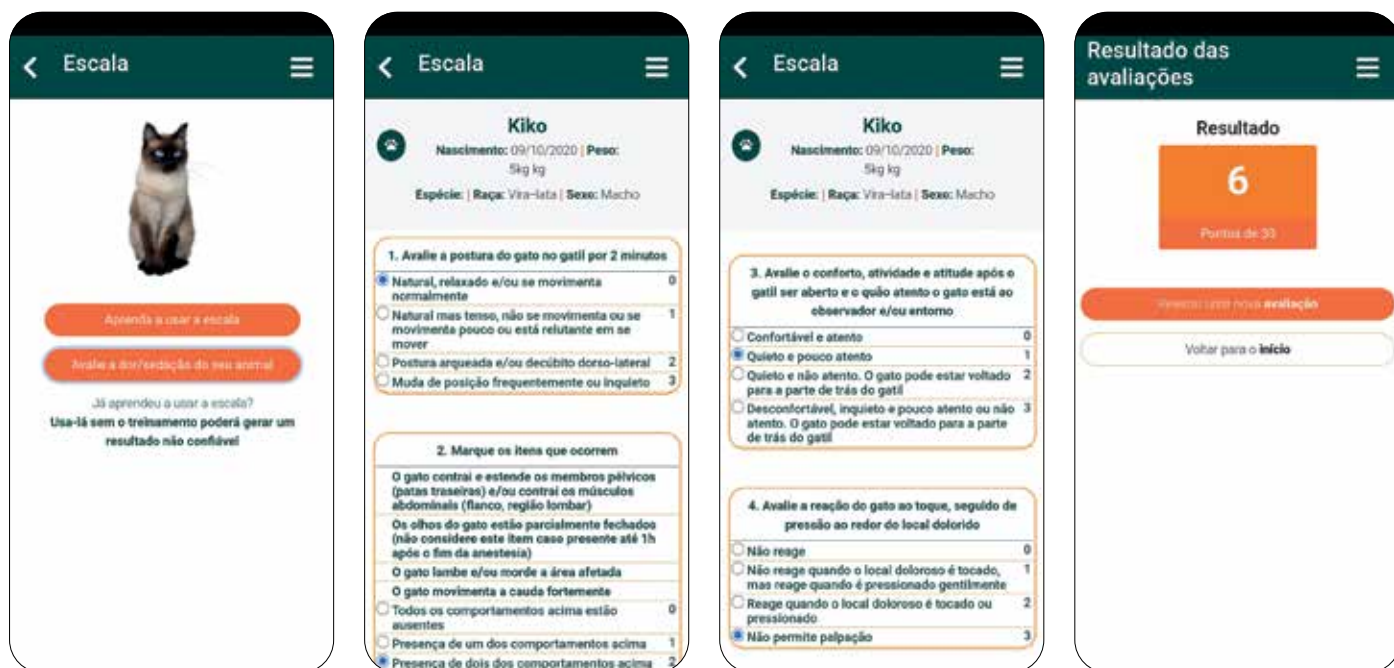 Escala
Aprenda a usar a escala
Avalie a dor/sedação do seu animal
Já aprendeu a usar a escala?
Usa-lá sem o treinamento poderá gerar um
resultado não confiável
Escala
Kiko
Nascimento: 09/10/2020 | Peso:
5kg kg
Espécie: | Raça: Vira-lata | Sexo: Macho
1. Avalie a postura do gato no gatil por 2 minutos
Natural, relaxado e/ou se movimenta 0
normalmente
Natural mas tenso, não se movimenta ou se 1
movimenta pouco ou está relutante em se
mover
Postura arqueada e/ou decúbito dorso-lateral 2
Muda de posição frequentemente ou inquieto 3
2. Marque os itens que ocorrem
O gato contrai e estende os membros pélvicos
(patas traseiras) e/ou contrai os músculos
abdominais (flanco, região lombar)
Os olhos do gato estão parcialmente fechados
(não considere este item caso presente até 1h
após o fim da anestesia)
O gato lambe e/ou morde a área afetada
O gato movimenta a cauda fortemente
Todos os comportamentos acima estão 0
ausentes
Presença de um dos comportamentos acima 1
Presença de dois dos comportamentos acima 2
Escala
Kiko
Nascimento: 09/10/2020 | Peso:
5kg kg
Espécie: | Raça: Vira-lata | Sexo: Macho
3. Avalie o conforto, atividade e atitude após o
gatil ser aberto e o quão atento o gato está ao
observador e/ou entorno
Confortável e atento 0
Quieto e pouco atento 1
Quieto e não atento. O gato pode estar voltado 2
para a parte de trás do gatil
Desconfortável, inquieto e pouco atento ou não 3
atento. O gato pode estar voltado para a parte
de trás do gatil
4. Avalie a reação do gato ao toque, seguido de
pressão ao redor do local dolorido
Não reage 0
Não reage quando o local doloroso é tocado, 1
mas reage quando é pressionado gentilmente
Reage quando o local doloroso é tocado ou 2
pressionado
Não permite palpação 3
Resultado das
avaliações
Resultado
6
Pontos de
uma nova avaliação
Voltar para o início